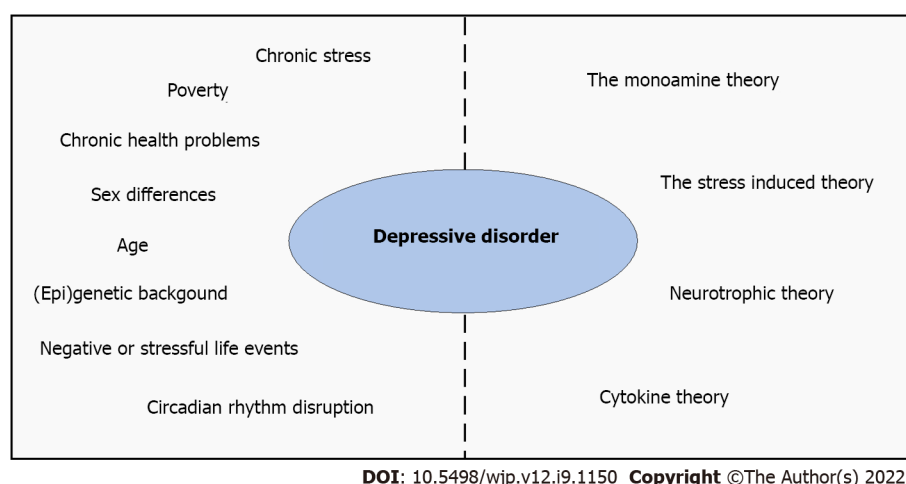 Chronic stress
Poverty
Chronic health problems
Sex differences
Age
(Epi)genetic backgound
Negative or stressful life events
Circadian rhythm disruption
Depressive disorder
The monoamine theory
The stress induced theory
Neurotrophic theory
Cytokine theory
DOI: 10.5498/wjp.v12.i9.1150 Copyright ©The Author(s) 2022